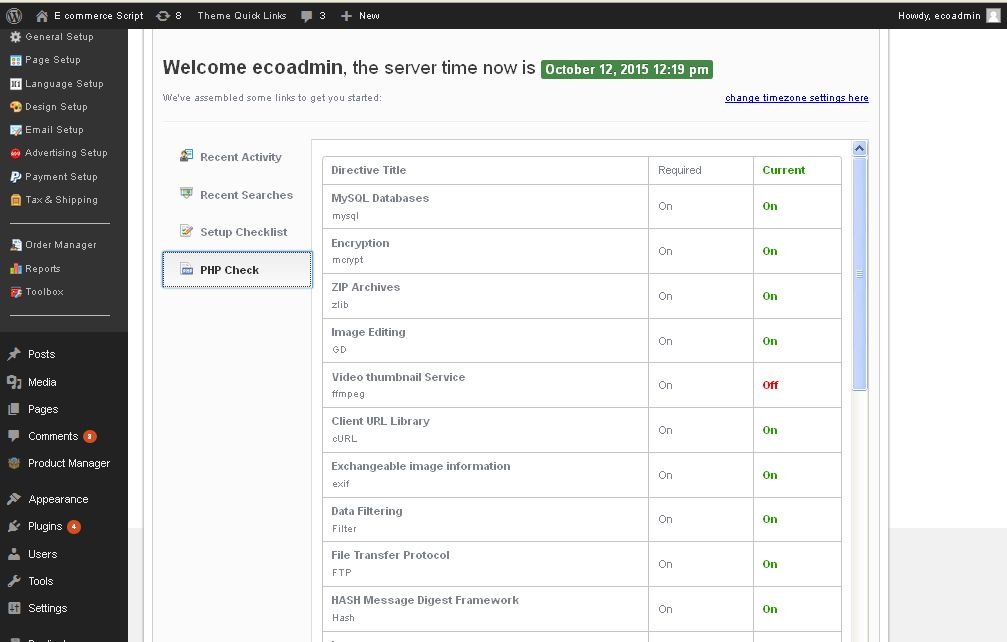 E commerce Script 8 Theme Quick Links 3 New Howdy, ecoadmin
General Setup
Page Setup
Language Setup
Design Setup
Email Setup
Advertising Setup
Payment Setup
Tax & Shipping
Order Manager
Reports
Toolbox
Posts
Media
Pages
Comments 3
Product Manager
Appearance
Plugins 4
Users
Tools
Settings
Welcome ecoadmin, the server time now is October 12, 2015 12:19 pm
We've assembled some links to get you started: change timezone settings here
Recent Activity
Recent Searches
Setup Checklist
PHP Check
Directive Title Required Current
MySQL Databases
mysql
On On
Encryption
mcrypt
On On
ZIP Archives
zlib
On On
Image Editing
GD
On On
Video thumbnail Service
ffmpeg
On Off
Client URL Library
cURL
On On
Exchangeable image information
exif
On On
Data Filtering
Filter
On On
File Transfer Protocol
FTP
On On
HASH Message Digest Framework
Hash
On On